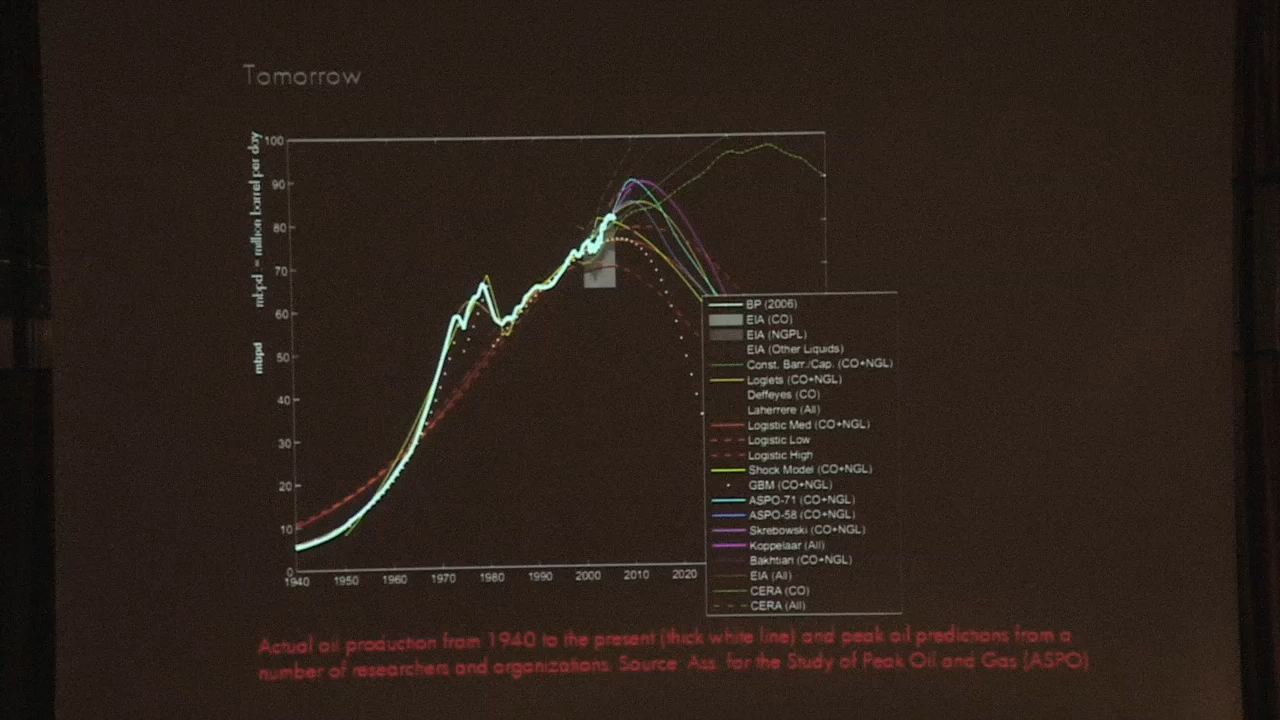 Tomorrow
mbpd = million barrel per day
mbpd
100
90
80
70
60
50
40
30
20
10
0
1940 1950 1960 1970 1980 1990 2000 2010 2020
BP (2006)
EIA (CO)
EIA (NGPL)
EIA (Other Liquids)
Const. Barr./Cap. (CO+NGL)
Loglets (CO+NGL)
Deffeyes (CO)
Laherrere (All)
Logistic Med (CO+NGL)
Logistic Low
Logistic High
Shock Model (CO+NGL)
GBM (CO+NGL)
ASPO-71 (CO+NGL)
ASPO-58 (CO+NGL)
Skrebowski (CO+NGL)
Koppelaar (All)
Bakhtiari (CO+NGL)
EIA (All)
CERA (CO)
CERA (All)
Actual oil production from 1940 to the present (thick white line) and peak oil predictions from a
number of researchers and organizations. Source: Ass. for the Study of Peak Oil and Gas (ASPO)